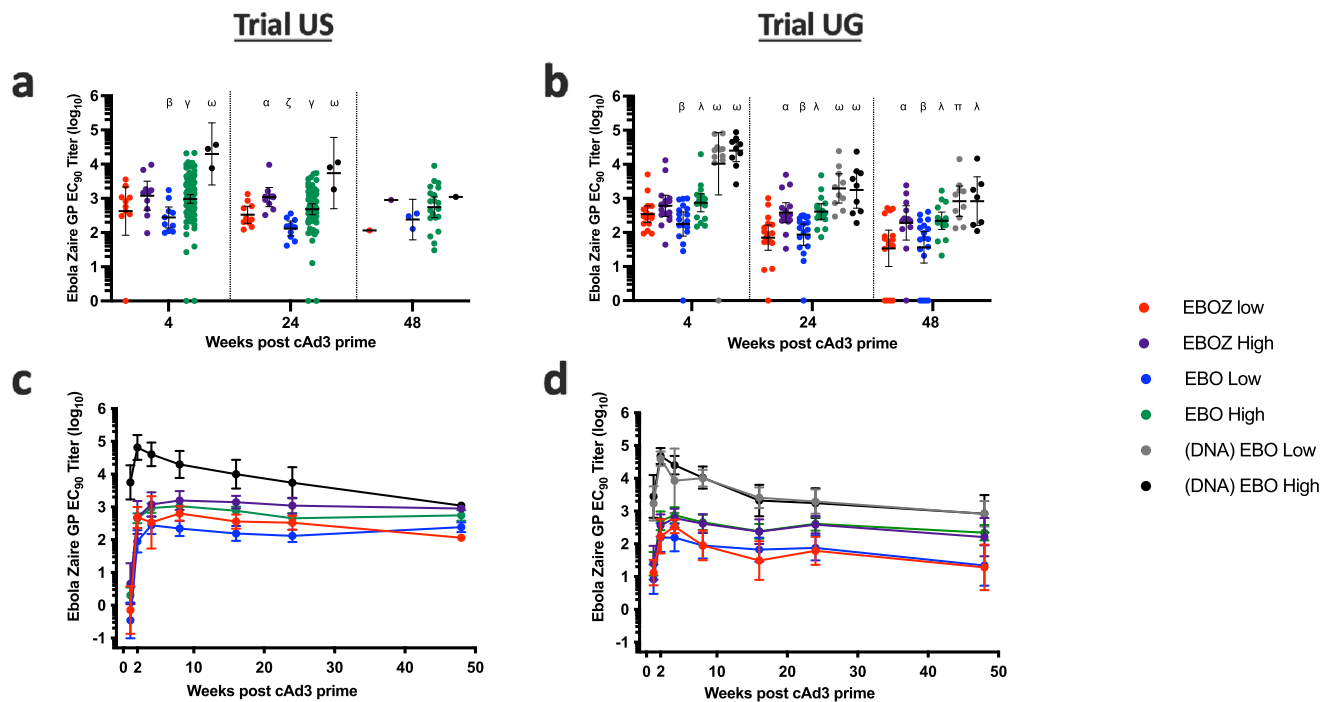 Trial US
Trial UG
a
Ebola Zaire GP EC90 Titer (log10)
6
5
4
3
2
1
0
β γ ω
α ζ γ ω
4 24 48
Weeks post cAd3 prime
b
Ebola Zaire GP EC90 Titer (log10)
6
5
4
3
2
1
0
β λ ω ω
α β λ ω ω
α β λ π λ
4 24 48
Weeks post cAd3 prime
c
Ebola Zaire GP EC90 Titer (log10)
6
5
4
3
2
1
0
-1
0 2 10 20 30 40 50
Weeks post cAd3 prime
d
Ebola Zaire GP EC90 Titer (log10)
6
5
4
3
2
1
0
-1
0 2 10 20 30 40 50
Weeks post cAd3 prime
EBOZ low
EBOZ High
EBO Low
EBO High
(DNA) EBO Low
(DNA) EBO High